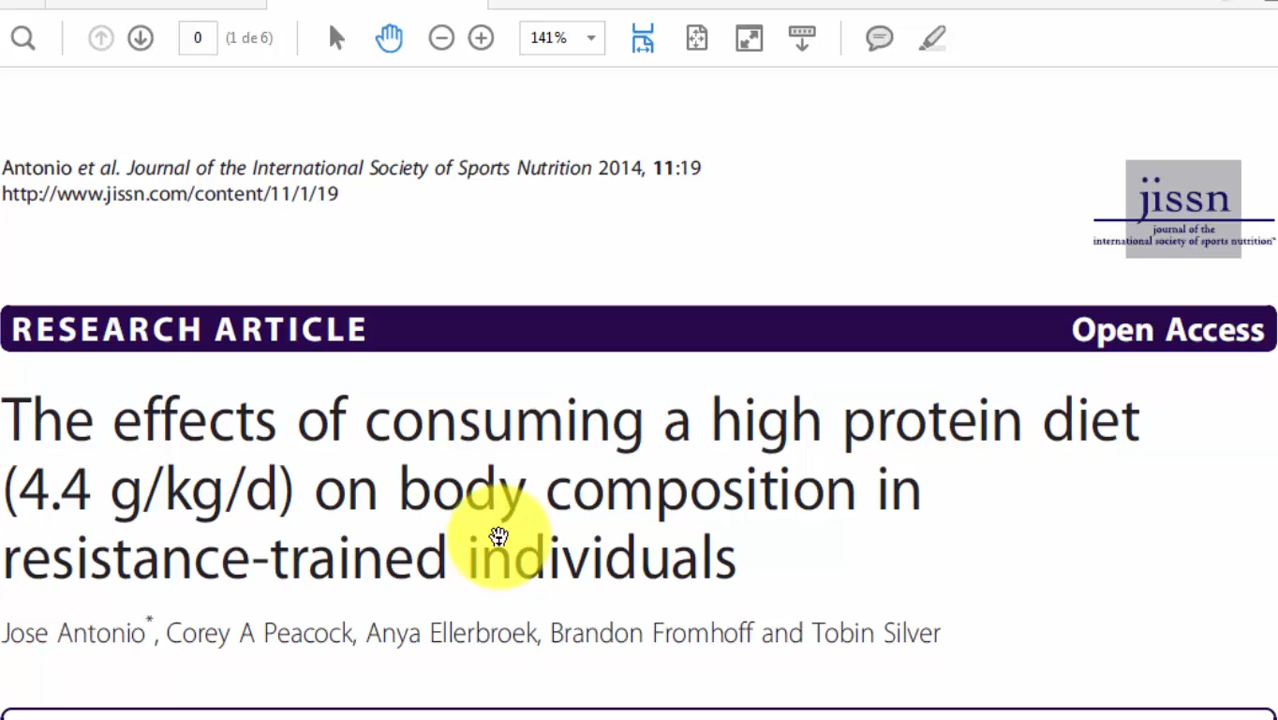 0 (1 de 6) 141%
Antonio et al. Journal of the International Society of Sports Nutrition 2014, 11:19
http://www.jissn.com/content/11/1/19
jissn
journal of the
international society of sports nutrition™
RESEARCH ARTICLE Open Access
The effects of consuming a high protein diet
(4.4 g/kg/d) on body composition in
resistance-trained individuals
Jose Antonio*, Corey A Peacock, Anya Ellerbroek, Brandon Fromhoff and Tobin Silver